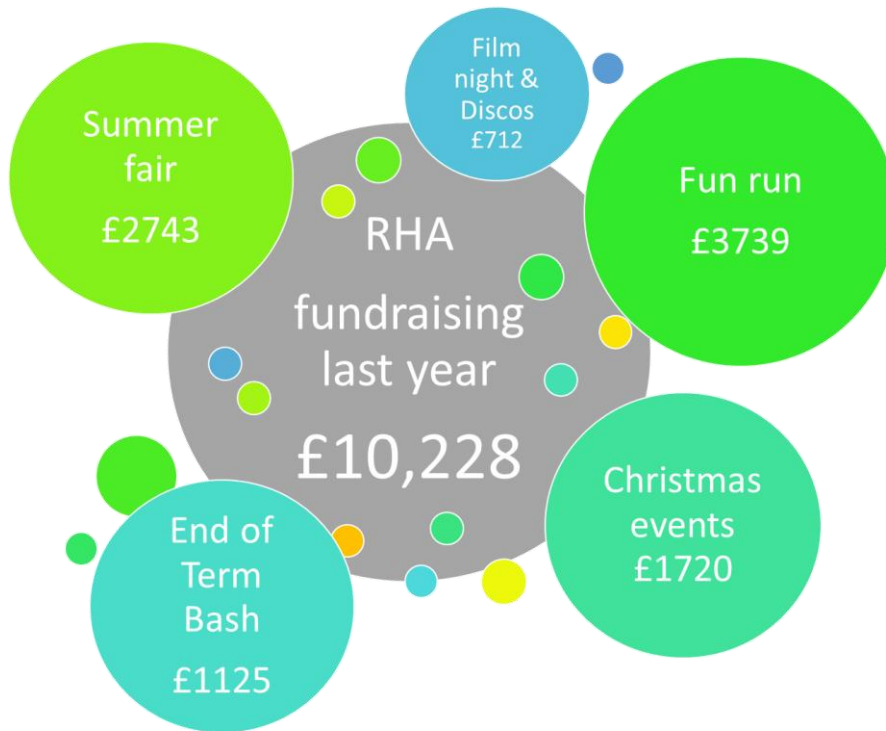 Film
night &
Discos
£712
Summer
fair
£2743
Fun run
£3739
RHA
fundraising
last year
£10,228
Christmas
events
£1720
End of
Term
Bash
£1125